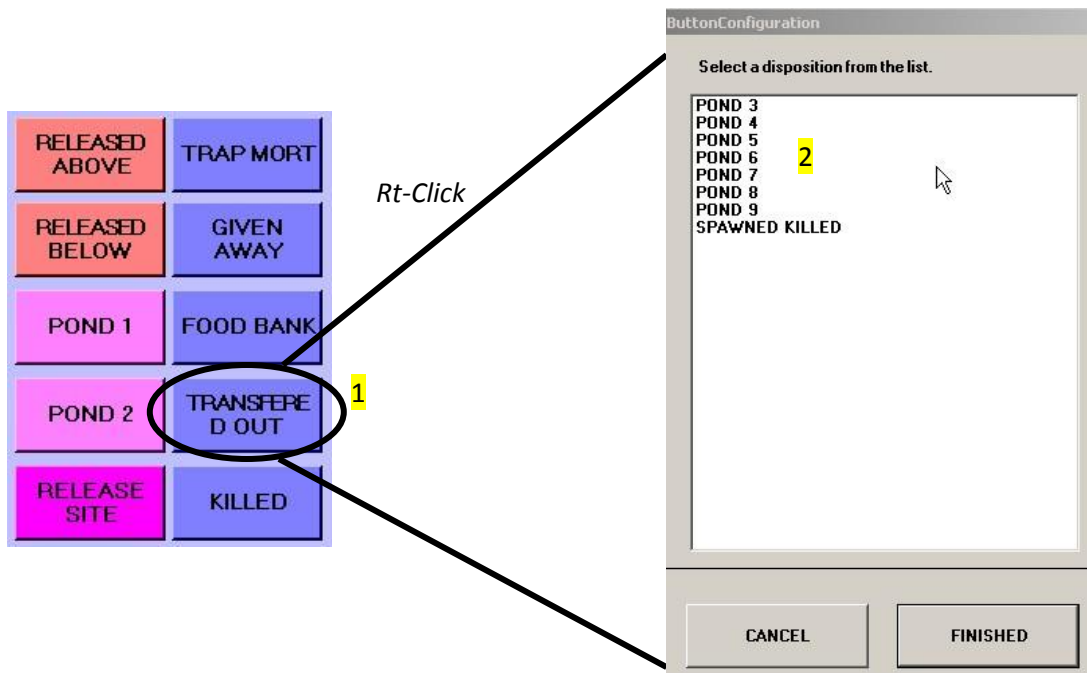 RELEASED
ABOVE
TRAP MORT
RELEASED
BELOW
GIVEN
AWAY
POND 1
FOOD BANK
POND 2
TRANSFERE
D OUT
1
RELEASE
SITE
KILLED
Rt-Click
ButtonConfiguration
Select a disposition from the list.
POND 3
POND 4
POND 5
POND 6
POND 7
POND 8
POND 9
SPAWNED KILLED
2
CANCEL
FINISHED